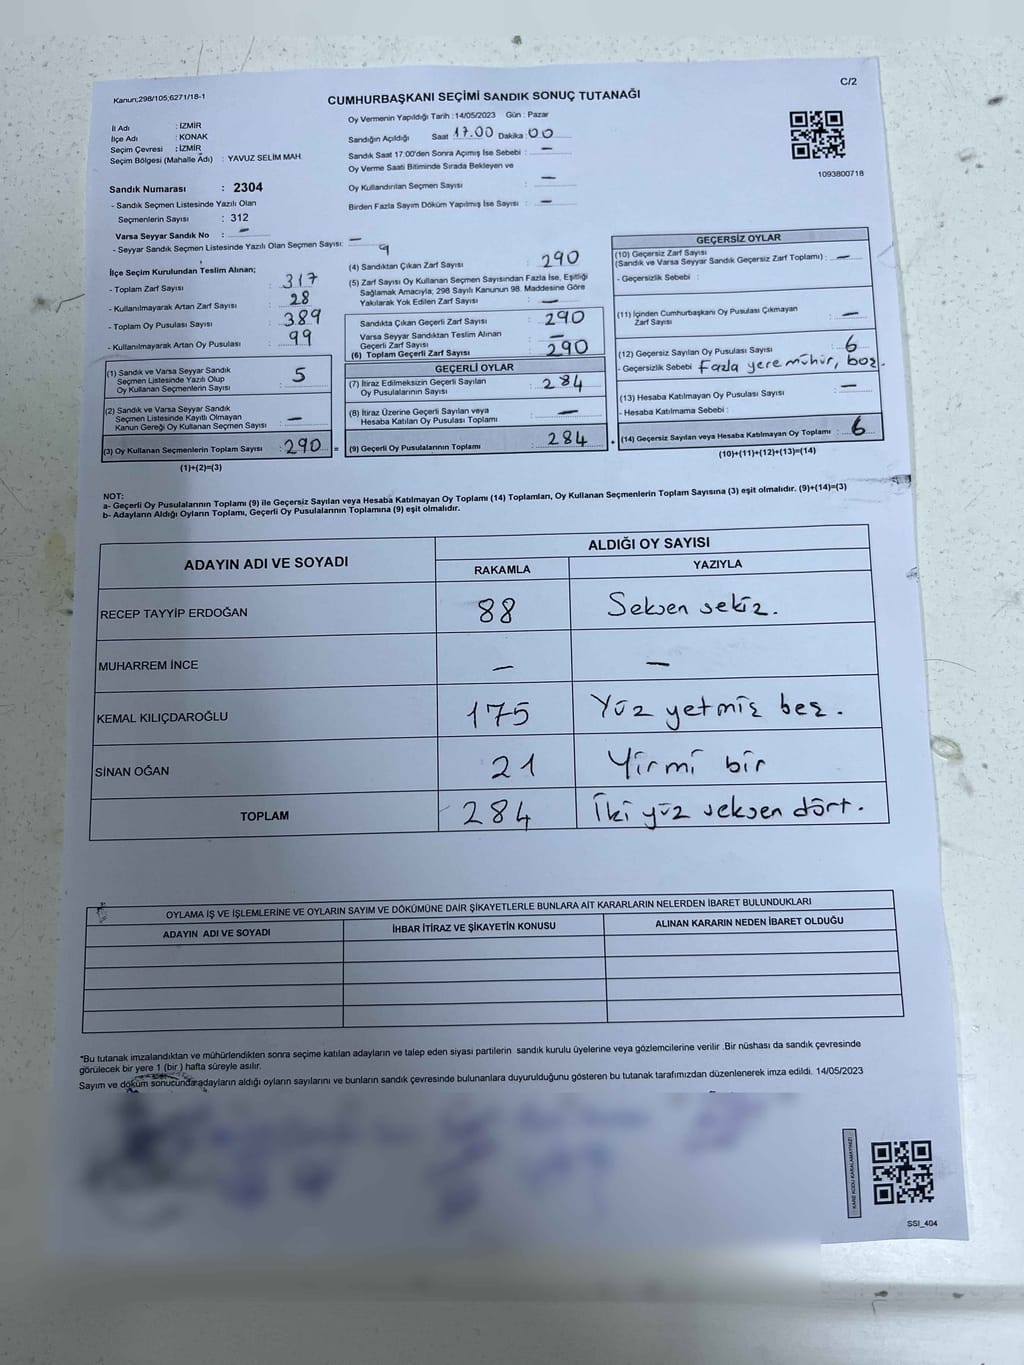 Kanun;298/105;6271/18-1
C/2
CUMHURBAŞKANI SEÇİMİ SANDIK SONUÇ TUTANAĞI
İl Adı : İZMİR
İlçe Adı : KONAK
Seçim Çevresi : İZMİR
Seçim Bölgesi (Mahalle Adı) : YAVUZ SELİM MAH.
Oy Vermenin Yapıldığı Tarih : 14/05/2023 Gün : Pazar
Sandığın Açıldığı Saat 17.00 Dakika : 00
Sandık Saat 17:00'den Sonra Açımış İse Sebebi : —
Oy Verme Saati Bitiminde Sırada Bekleyen ve
Oy Kullandırılan Seçmen Sayısı —
Birden Fazla Sayım Döküm Yapılmış İse Sayısı : —
1093800718
Sandık Numarası : 2304
- Sandık Seçmen Listesinde Yazılı Olan
Seçmenlerin Sayısı : 312
Varsa Seyyar Sandık No : —
- Seyyar Sandık Seçmen Listesinde Yazılı Olan Seçmen Sayısı: —
İlçe Seçim Kurulundan Teslim Alınan;
- Toplam Zarf Sayısı : 317
- Kullanılmayarak Artan Zarf Sayısı : 28
- Toplam Oy Pusulası Sayısı : 389
- Kullanılmayarak Artan Oy Pusulası : 99
(1) Sandık ve Varsa Seyyar Sandık
Seçmen Listesinde Yazılı Olup
Oy Kullanan Seçmenlerin Sayısı : 5
(2) Sandık ve Varsa Seyyar Sandık
Seçmen Listesinde Kayıtlı Olmayan
Kanun Gereği Oy Kullanan Seçmen Sayısı : —
(3) Oy Kullanan Seçmenlerin Toplam Sayısı : 290 =
(1)+(2)=(3)
(4) Sandıktan Çıkan Zarf Sayısı : 290
(5) Zarf Sayısı Oy Kullanan Seçmen Sayısından Fazla İse, Eşitliği
Sağlamak Amacıyla; 298 Sayılı Kanunun 98. Maddesine Göre
Yakılarak Yok Edilen Zarf Sayısı : —
Sandıkta Çıkan Geçerli Zarf Sayısı : 290
Varsa Seyyar Sandıktan Teslim Alınan
Geçerli Zarf Sayısı : —
(6) Toplam Geçerli Zarf Sayısı : 290
GEÇERLİ OYLAR
(7) İtiraz Edilmeksizin Geçerli Sayılan
Oy Pusulasının Sayısı : 284
(8) İtiraz Üzerine Geçerli Sayılan veya
Hesaba Katılan Oy Pusulası Toplamı : —
(9) Geçerli Oy Pusulalarının Toplamı : 284
GEÇERSİZ OYLAR
(10) Geçersiz Zarf Sayısı
(Sandık ve Varsa Seyyar Sandık Geçersiz Zarf Toplamı) : —
- Geçersizlik Sebebi :
(11) İçinden Cumhurbaşkanı Oy Pusulası Çıkmayan
Zarf Sayısı : —
(12) Geçersiz Sayılan Oy Pusulası Sayısı : 6
- Geçersizlik Sebebi Fazla yere mühür, boş.
(13) Hesaba Katılmayan Oy Pusulası Sayısı : —
- Hesaba Katılmama Sebebi :
(14) Geçersiz Sayılan veya Hesaba Katılmayan Oy Toplamı : 6
(10)+(11)+(12)+(13)=(14)
NOT:
a- Geçerli Oy Pusulalarının Toplamı (9) ile Geçersiz Sayılan veya Hesaba Katılmayan Oy Toplamı (14) Toplamları, Oy Kullanan Seçmenlerin Toplam Sayısına (3) eşit olmalıdır. (9)+(14)=(3)
b- Adayların Aldığı Oyların Toplamı, Geçerli Oy Pusulalarının Toplamına (9) eşit olmalıdır.
ADAYIN ADI VE SOYADI ALDIĞI OY SAYISI
RAKAMLA YAZIYLA
RECEP TAYYİP ERDOĞAN 88 Seksen sekiz.
MUHARREM İNCE — —
KEMAL KILIÇDAROĞLU 175 Yüz yetmiş beş.
SİNAN OĞAN 21 Yirmi bir
TOPLAM 284 İki yüz seksen dört.
OYLAMA İŞ VE İŞLEMLERİNE VE OYLARIN SAYIM VE DÖKÜMÜNE DAİR ŞİKAYETLERLE BUNLARA AİT KARARLARIN NELERDEN İBARET BULUNDUKLARI
ADAYIN ADI VE SOYADI İHBAR İTİRAZ VE ŞİKAYETİN KONUSU ALINAN KARARIN NEDEN İBARET OLDUĞU
*Bu tutanak imzalandıktan ve mühürlendikten sonra seçime katılan adayların ve talep eden siyasi partilerin sandık kurulu üyelerine veya gözlemcilerine verilir .Bir nüshası da sandık çevresinde
görülecek bir yere 1 (bir ) hafta süreyle asılır.
Sayım ve döküm sonucunda adayların aldığı oyların sayılarını ve bunların sandık çevresinde bulunanlara duyurulduğunu gösteren bu tutanak tarafımızdan düzenlenerek imza edildi. 14/05/2023
KARE KODU KARALAMAYINIZ!
SSI_404